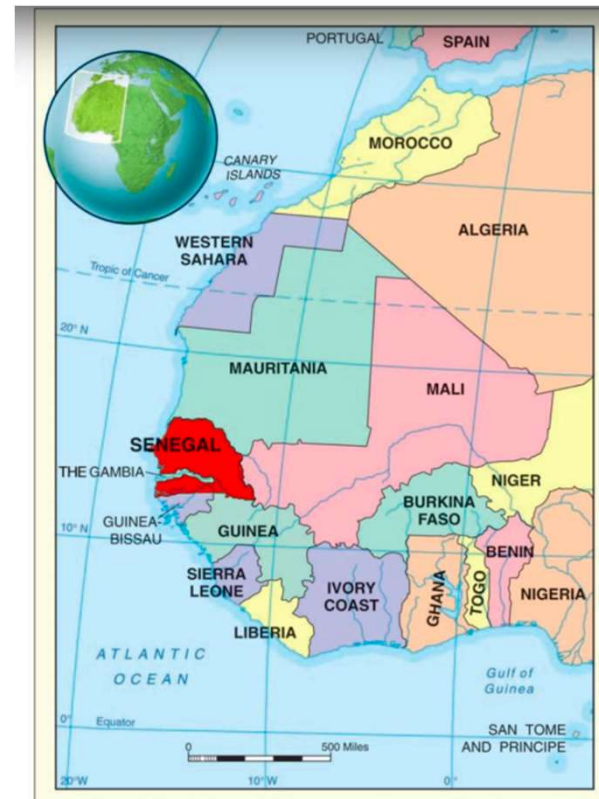 PORTUGAL
SPAIN
MOROCCO
CANARY
ISLANDS
ALGERIA
WESTERN
SAHARA
Tropic of Cancer
20° N
MAURITANIA
MALI
SENEGAL
THE GAMBIA
NIGER
BURKINA
FASO
GUINEA-
BISSAU
GUINEA
10° N
BENIN
SIERRA
LEONE
IVORY
COAST
GHANA
TOGO
NIGERIA
LIBERIA
ATLANTIC
OCEAN
Gulf of
Guinea
0°
Equator
SAN TOME
AND PRINCIPE
0
500 Miles
20°W
10°W
0°